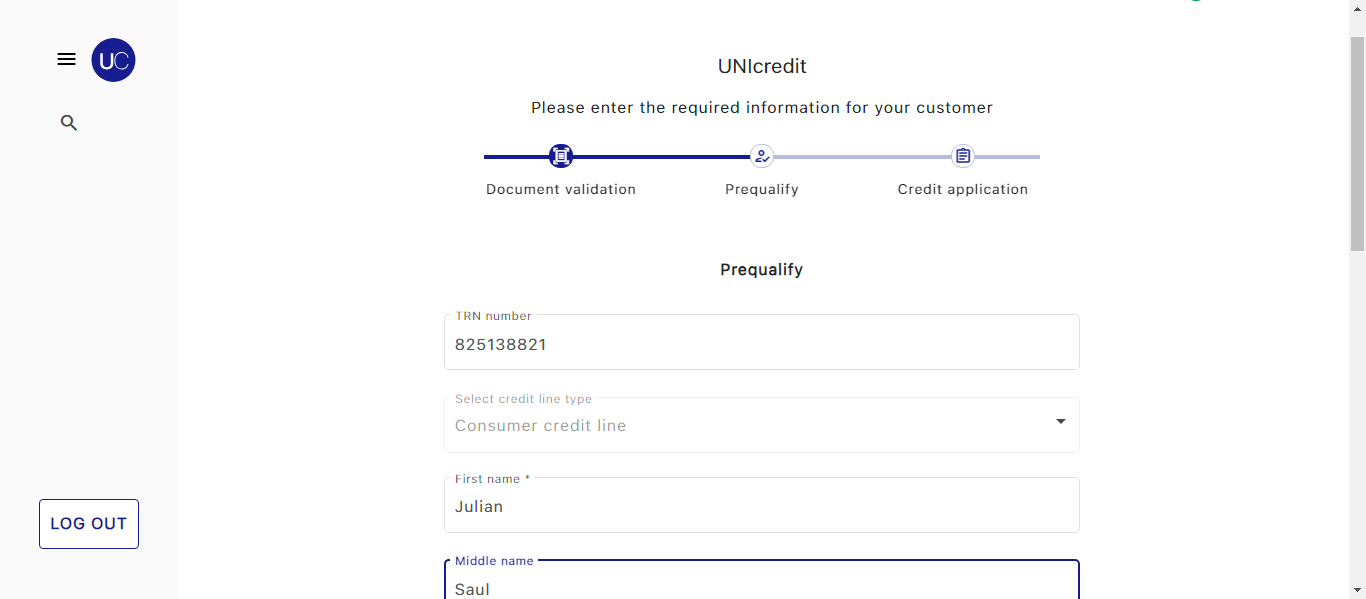 UC
UNIcredit
Please enter the required information for your customer
Document validation
Prequalify
Credit application
Prequalify
TRN number
825138821
Select credit line type
Consumer credit line
First name *
Julian
LOG OUT
Middle name
Saul